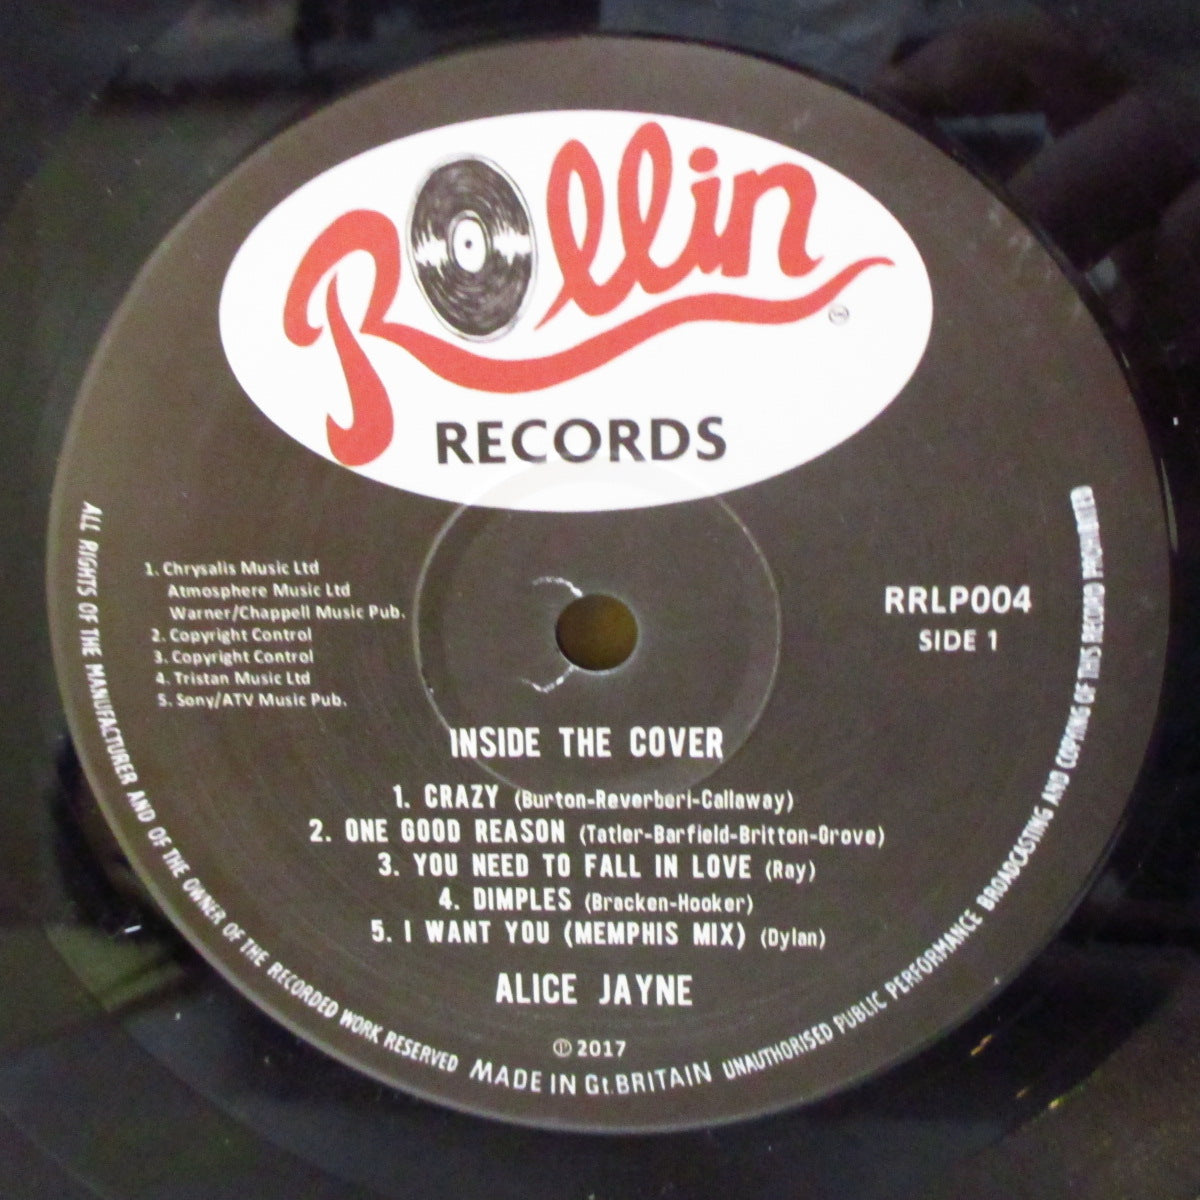 Rollin
RECORDS
1. Chrysalis Music Ltd
Atmosphere Music Ltd
Warner/Chappell Music Pub.
2. Copyright Control
3. Copyright Control
4. Tristan Music Ltd
5. Sony/ATV Music Pub.
RRLP004
SIDE 1
INSIDE THE COVER
1. CRAZY (Burton-Reverberi-Callaway)
2. ONE GOOD REASON (Tatler-Barfield-Britton-Grove)
3. YOU NEED TO FALL IN LOVE (Ray)
4. DIMPLES (Bracken-Hooker)
5. I WANT YOU (MEMPHIS MIX) (Dylan)
ALICE JAYNE
℗ 2017
ALL RIGHTS OF THE MANUFACTURER AND OF THE OWNER OF THE RECORDED WORK RESERVED MADE IN Gt. BRITAIN UNAUTHORISED PUBLIC PERFORMANCE BROADCASTING AND COPYING OF THIS RECORD PROHIBITED